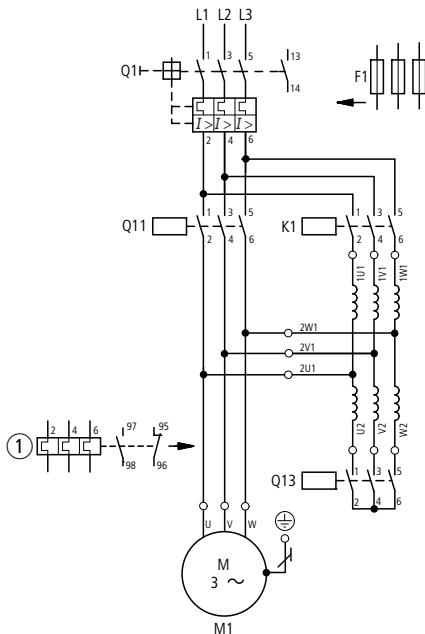 L1 L2 L3
Q1 1 3 5 13
14
F1
I> I> I>
2 4 6
Q11 1 3 5
2 4 6
K1 1 3 5
2 4 6
1U1 1V1 1W1
2W1
2V1
2U1
U2 V2 W2
1 2 4 6 97 95
98 96
Q13 1 3 5
2 4 6
U V W
M
3 ~
M1